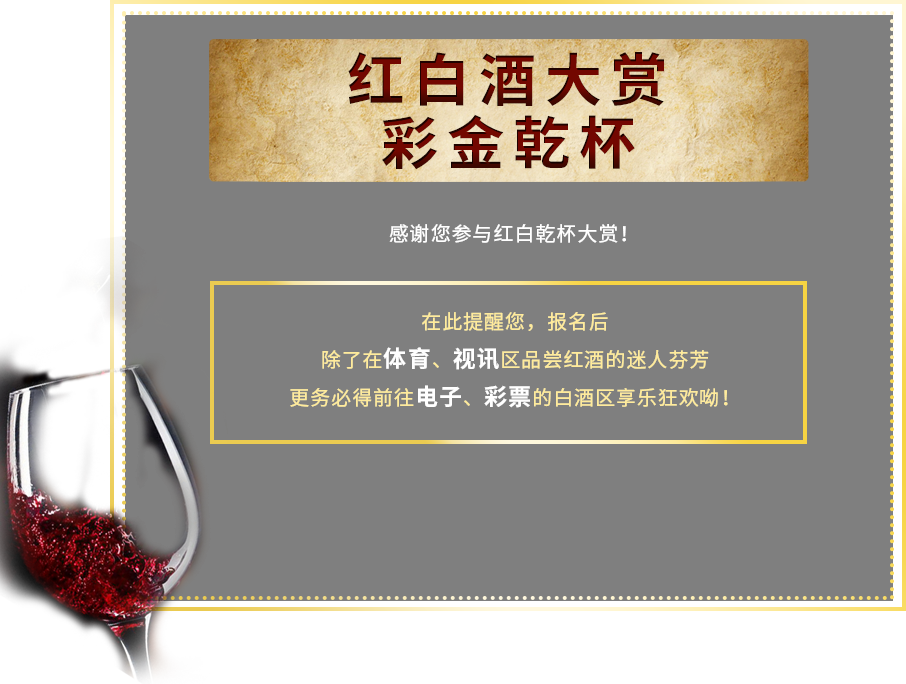 红白酒大赏
彩金乾杯
感谢您参与红白乾杯大赏！
在此提醒您，报名后
除了在体育、视讯区品尝红酒的迷人芬芳
更务必得前往电子、彩票的白酒区享乐狂欢呦！